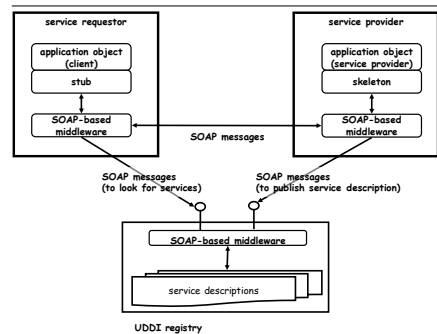 service requestor
application object
(client)
stub
SOAP-based
middleware
service provider
application object
(service provider)
skeleton
SOAP-based
middleware
SOAP messages
SOAP messages
(to look for services)
SOAP messages
(to publish service description)
SOAP-based middleware
service descriptions
UDDI registry